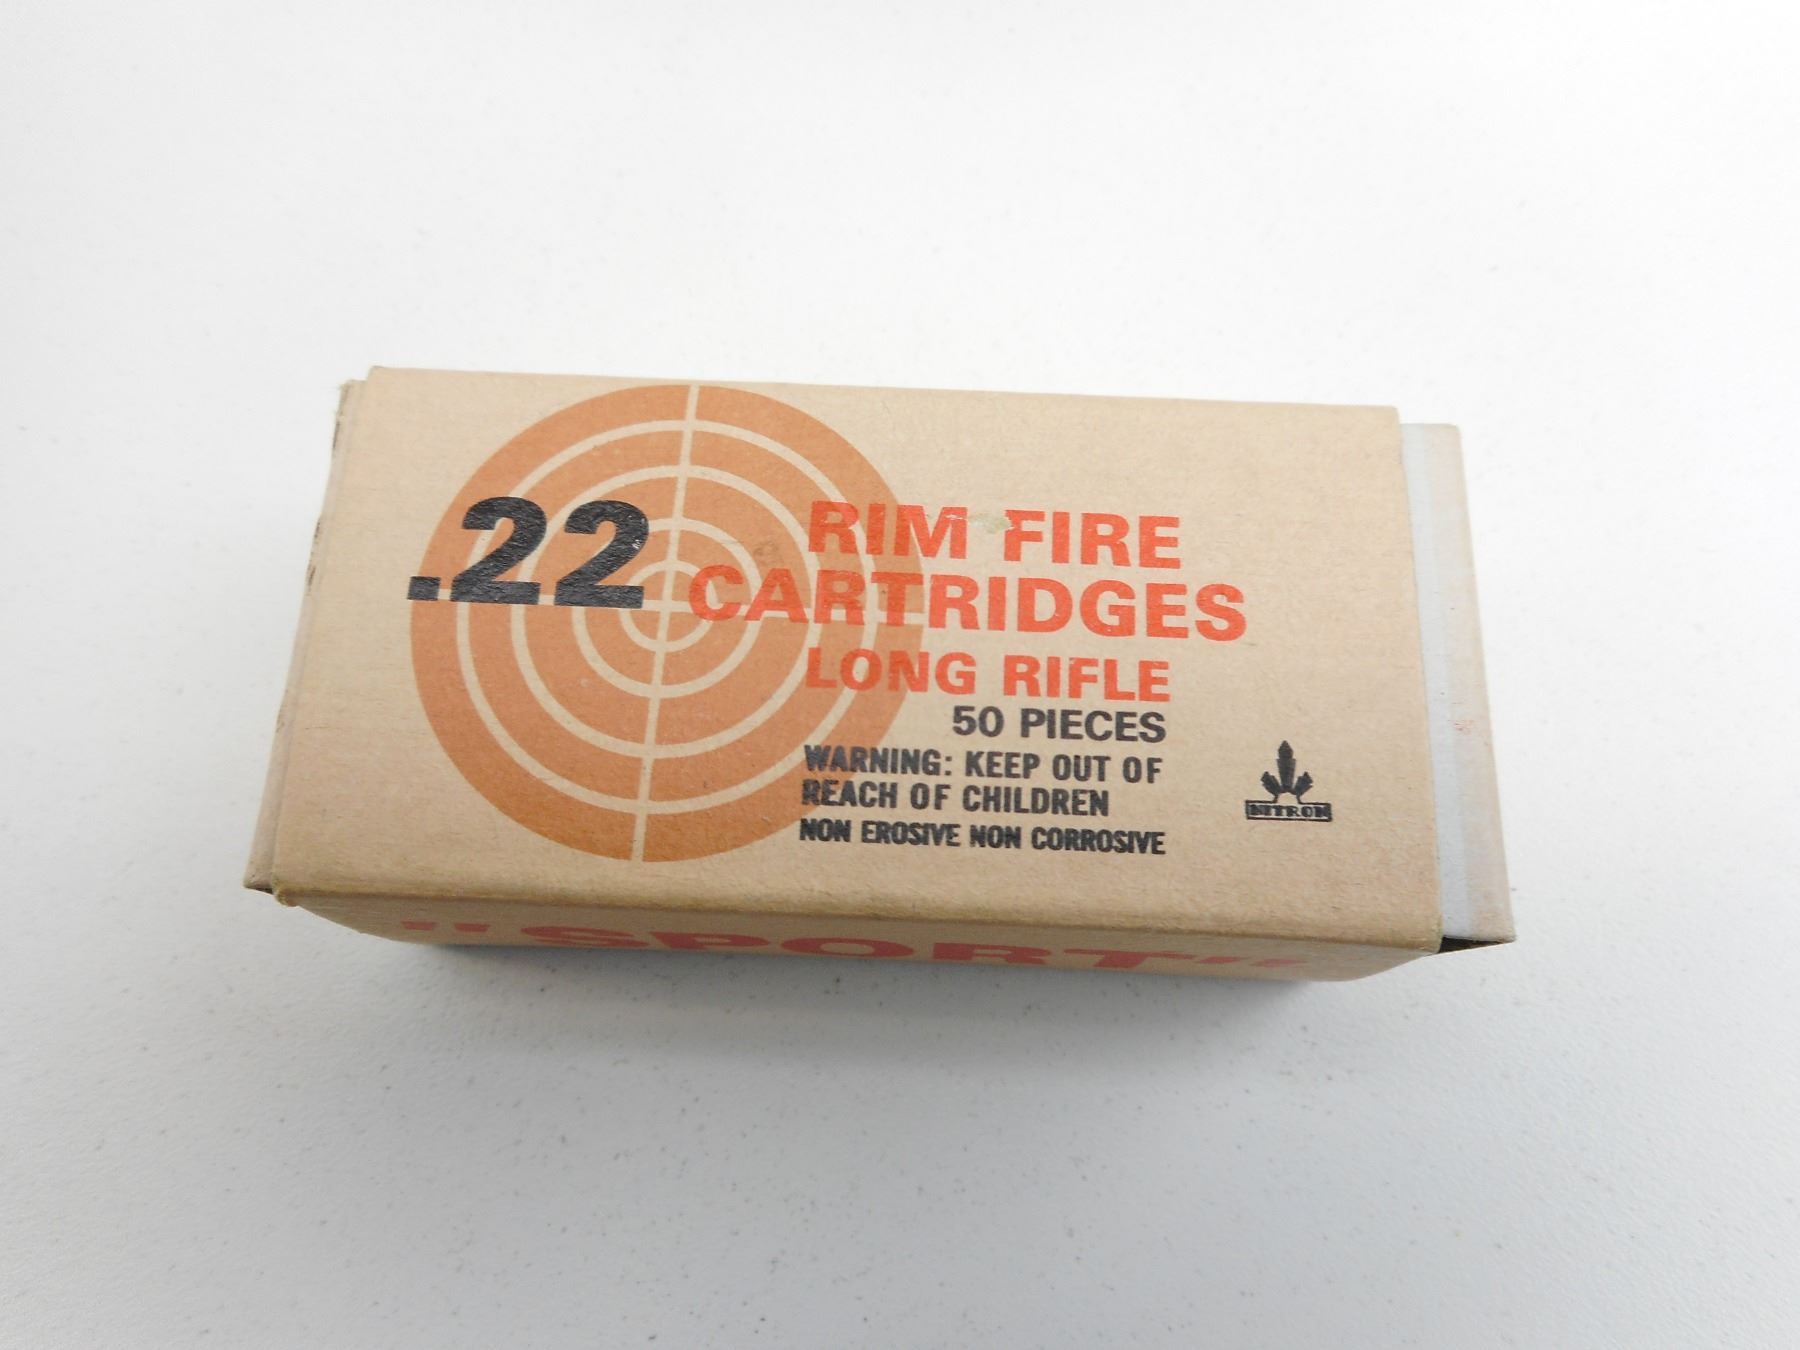 .22
RIM FIRE
CARTRIDGES
LONG RIFLE
50 PIECES
WARNING: KEEP OUT OF
REACH OF CHILDREN
NON EROSIVE NON CORROSIVE
NITRON
"SPORT"